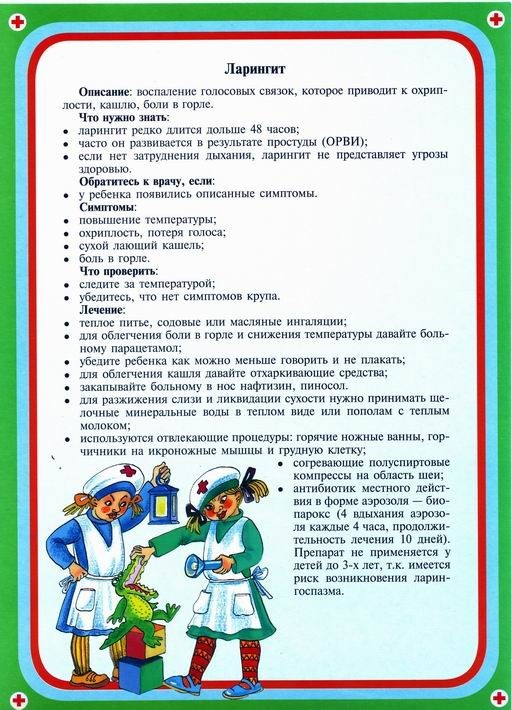 Ларингит
Описание: воспаление голосовых связок, которое приводит к охрип-
лости, кашлю, боли в горле.
Что нужно знать:
• ларингит редко длится дольше 48 часов;
• часто он развивается в результате простуды (ОРВИ);
• если нет затруднения дыхания, ларингит не представляет угрозы
здоровью.
Обратитесь к врачу, если:
• у ребенка появились описанные симптомы.
Симптомы:
• повышение температуры;
• охриплость, потеря голоса;
• сухой лающий кашель;
• боль в горле.
Что проверить:
• следите за температурой;
• убедитесь, что нет симптомов крупа.
Лечение:
• теплое питье, содовые или масляные ингаляции;
• для облегчения боли в горле и снижения температуры давайте боль-
ному парацетамол;
• убедите ребенка как можно меньше говорить и не плакать;
• для облегчения кашля давайте отхаркивающие средства;
• закапывайте больному в нос нафтизин, пиносол.
• для разжижения слизи и ликвидации сухости нужно принимать ще-
лочные минеральные воды в теплом виде или пополам с теплым
молоком;
• используются отвлекающие процедуры: горячие ножные ванны, гор-
чичники на икроножные мышцы и грудную клетку;
• согревающие полуспиртовые
компрессы на область шеи;
• антибиотик местного дейст-
вия в форме аэрозоля — био-
парокс (4 вдыхания аэрозо-
ля каждые 4 часа, продолжи-
тельность лечения 10 дней).
Препарат не применяется у
детей до 3-х лет, т.к. имеется
риск возникновения ларин-
госпазма.